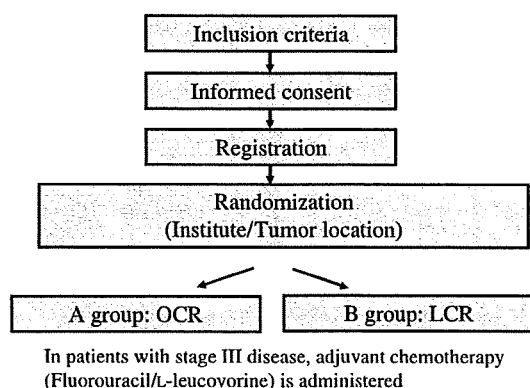 Inclusion criteria
Informed consent
Registration
Randomization
(Institute/Tumor location)
A group: OCR
B group: LCR
In patients with stage III disease, adjuvant chemotherapy
(Fluorouracil/L-leucovorine) is administered